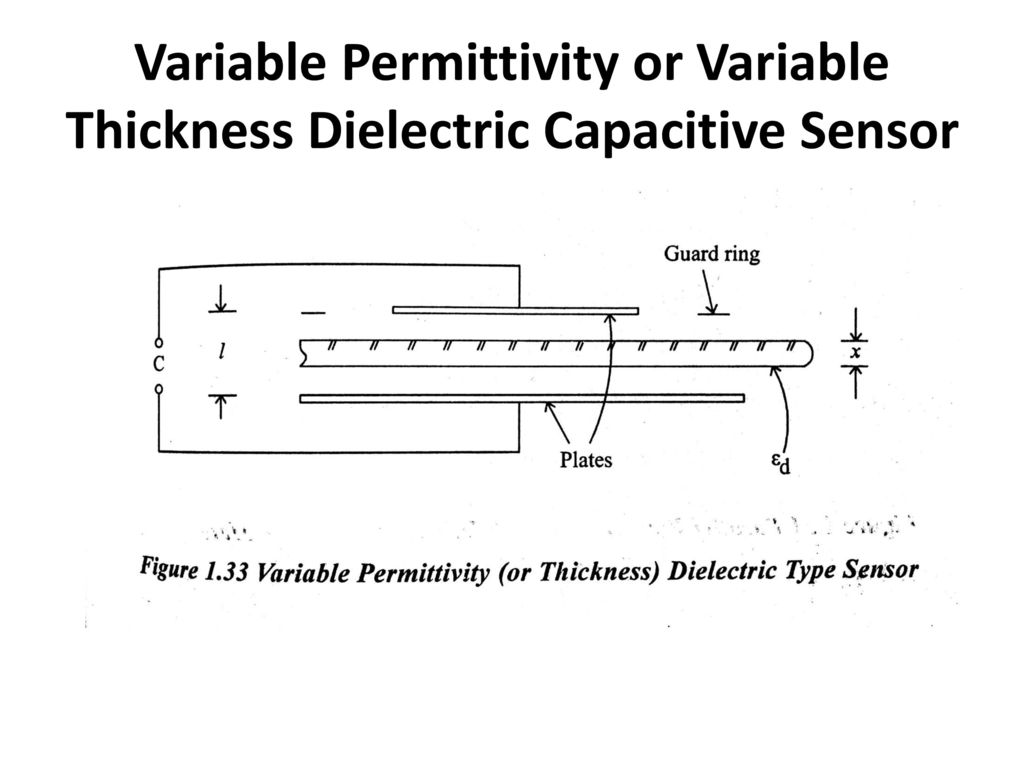 Variable Permittivity or Variable
Thickness Dielectric Capacitive Sensor
Guard ring
C
l
x
Plates
εd
Figure 1.33 Variable Permittivity (or Thickness) Dielectric Type Sensor